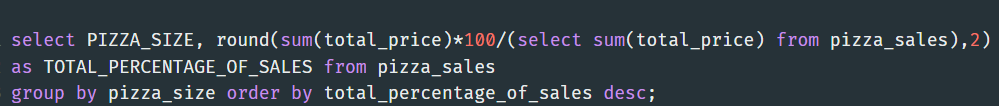 select PIZZA_SIZE, round(sum(total_price)*100/(select sum(total_price) from pizza_sales),2)
as TOTAL_PERCENTAGE_OF_SALES from pizza_sales
group by pizza_size order by total_percentage_of_sales desc;